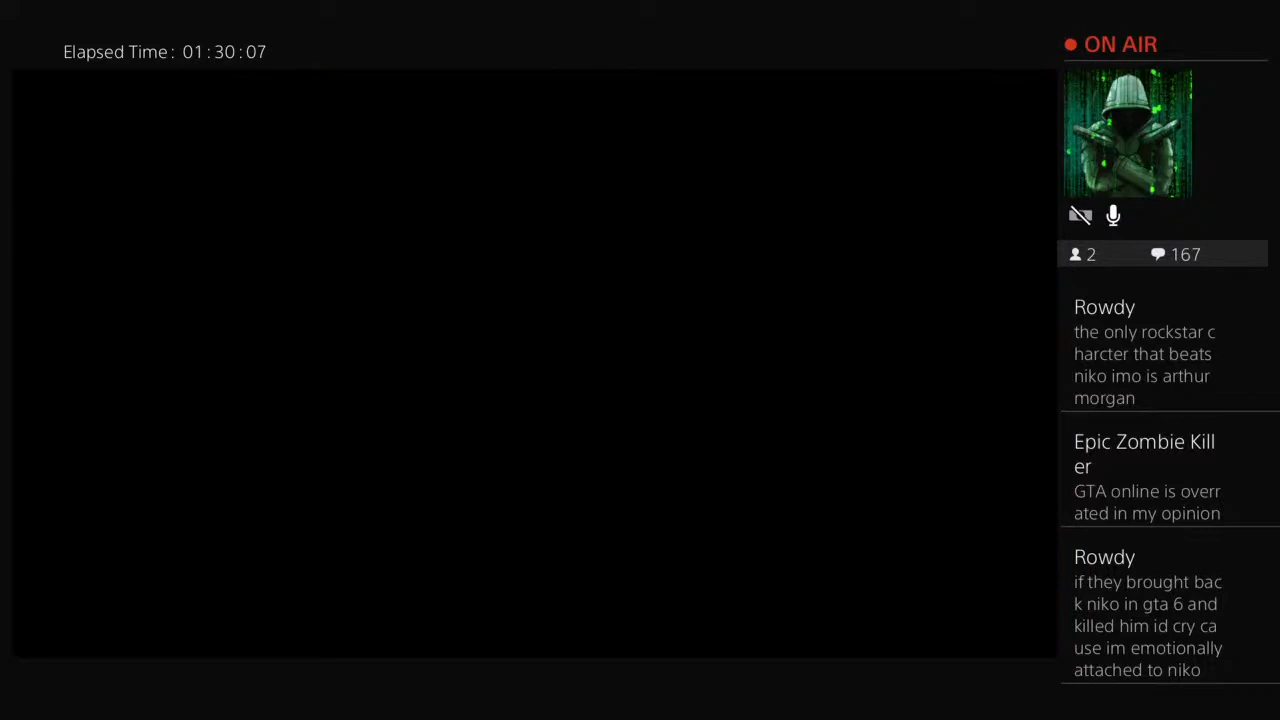 Elapsed Time: 01:30:07
ON AIR
2 167
Rowdy
the only rockstar c
harcter that beats
niko imo is arthur
morgan
Epic Zombie Kill
er
GTA online is overr
ated in my opinion
Rowdy
if they brought bac
k niko in gta 6 and
killed him id cry ca
use im emotionally
attached to niko